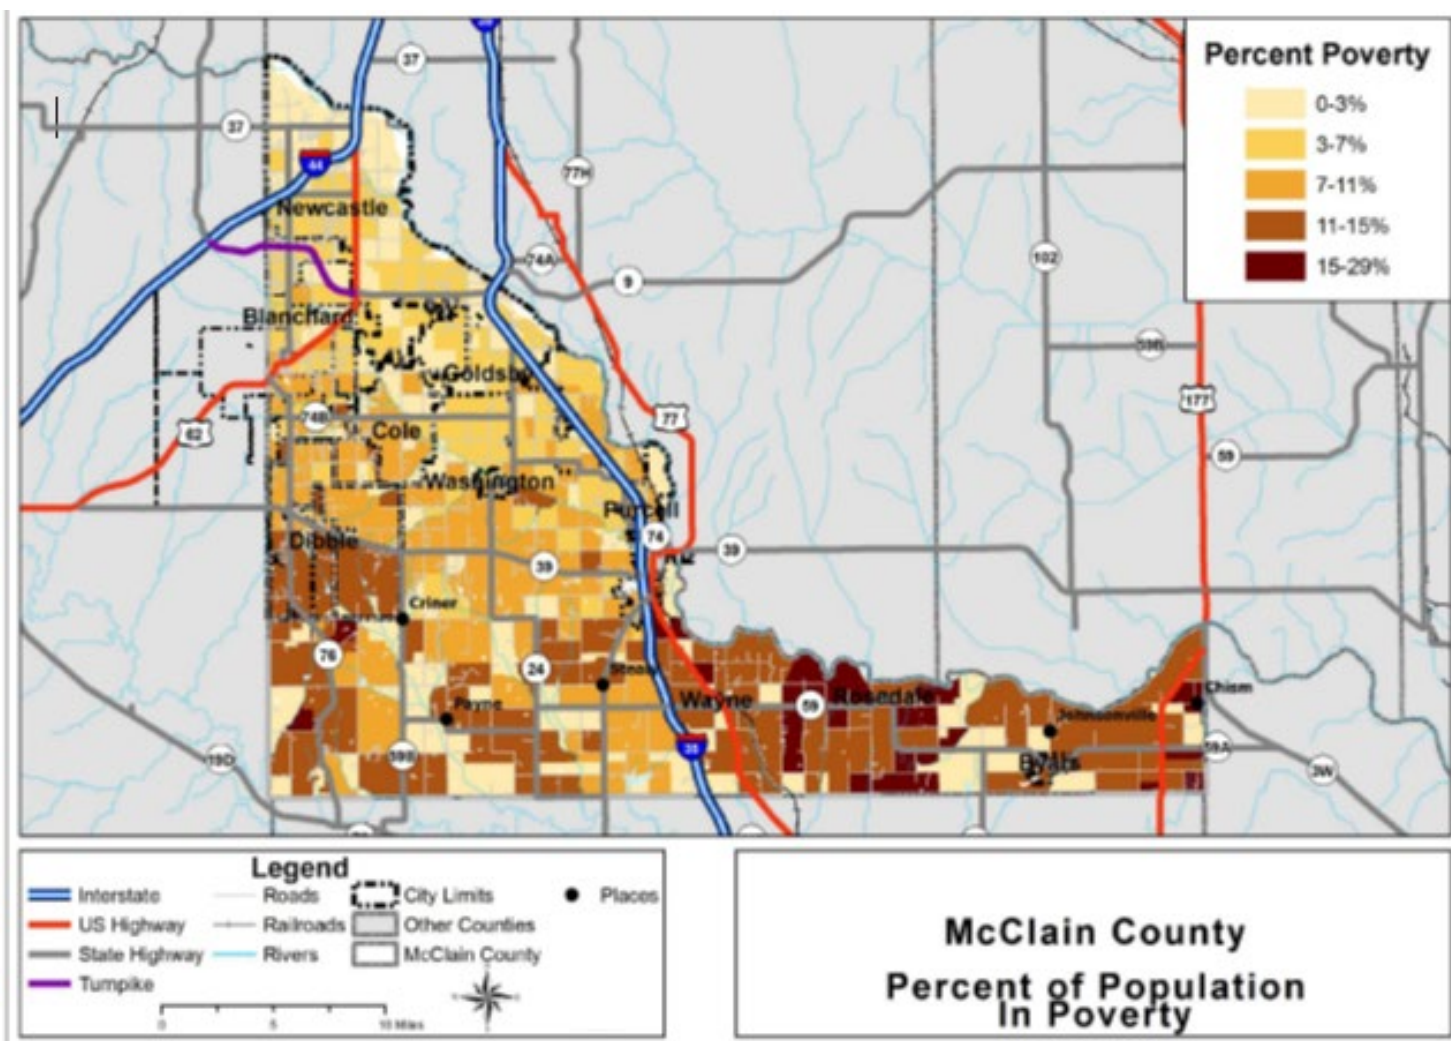 37
Percent Poverty
0-3%
3-7%
7-11%
11-15%
15-29%
37
44
77H
Newcastle
74A
9
102
Blanchard
Goldsby
177
62
74B
77
Cole
59
Washington
Purcell
74
Dibble
39
39
Criner
76
24
Wayne
59
Rosedale
Chism
Payne
Johnsonville
35
19D
59B
59A
3W
Byars
Legend
Interstate
Roads
City Limits
Places
US Highway
Railroads
Other Counties
State Highway
Rivers
McClain County
Turnpike
0 5 10 Miles
McClain County
Percent of Population
In Poverty